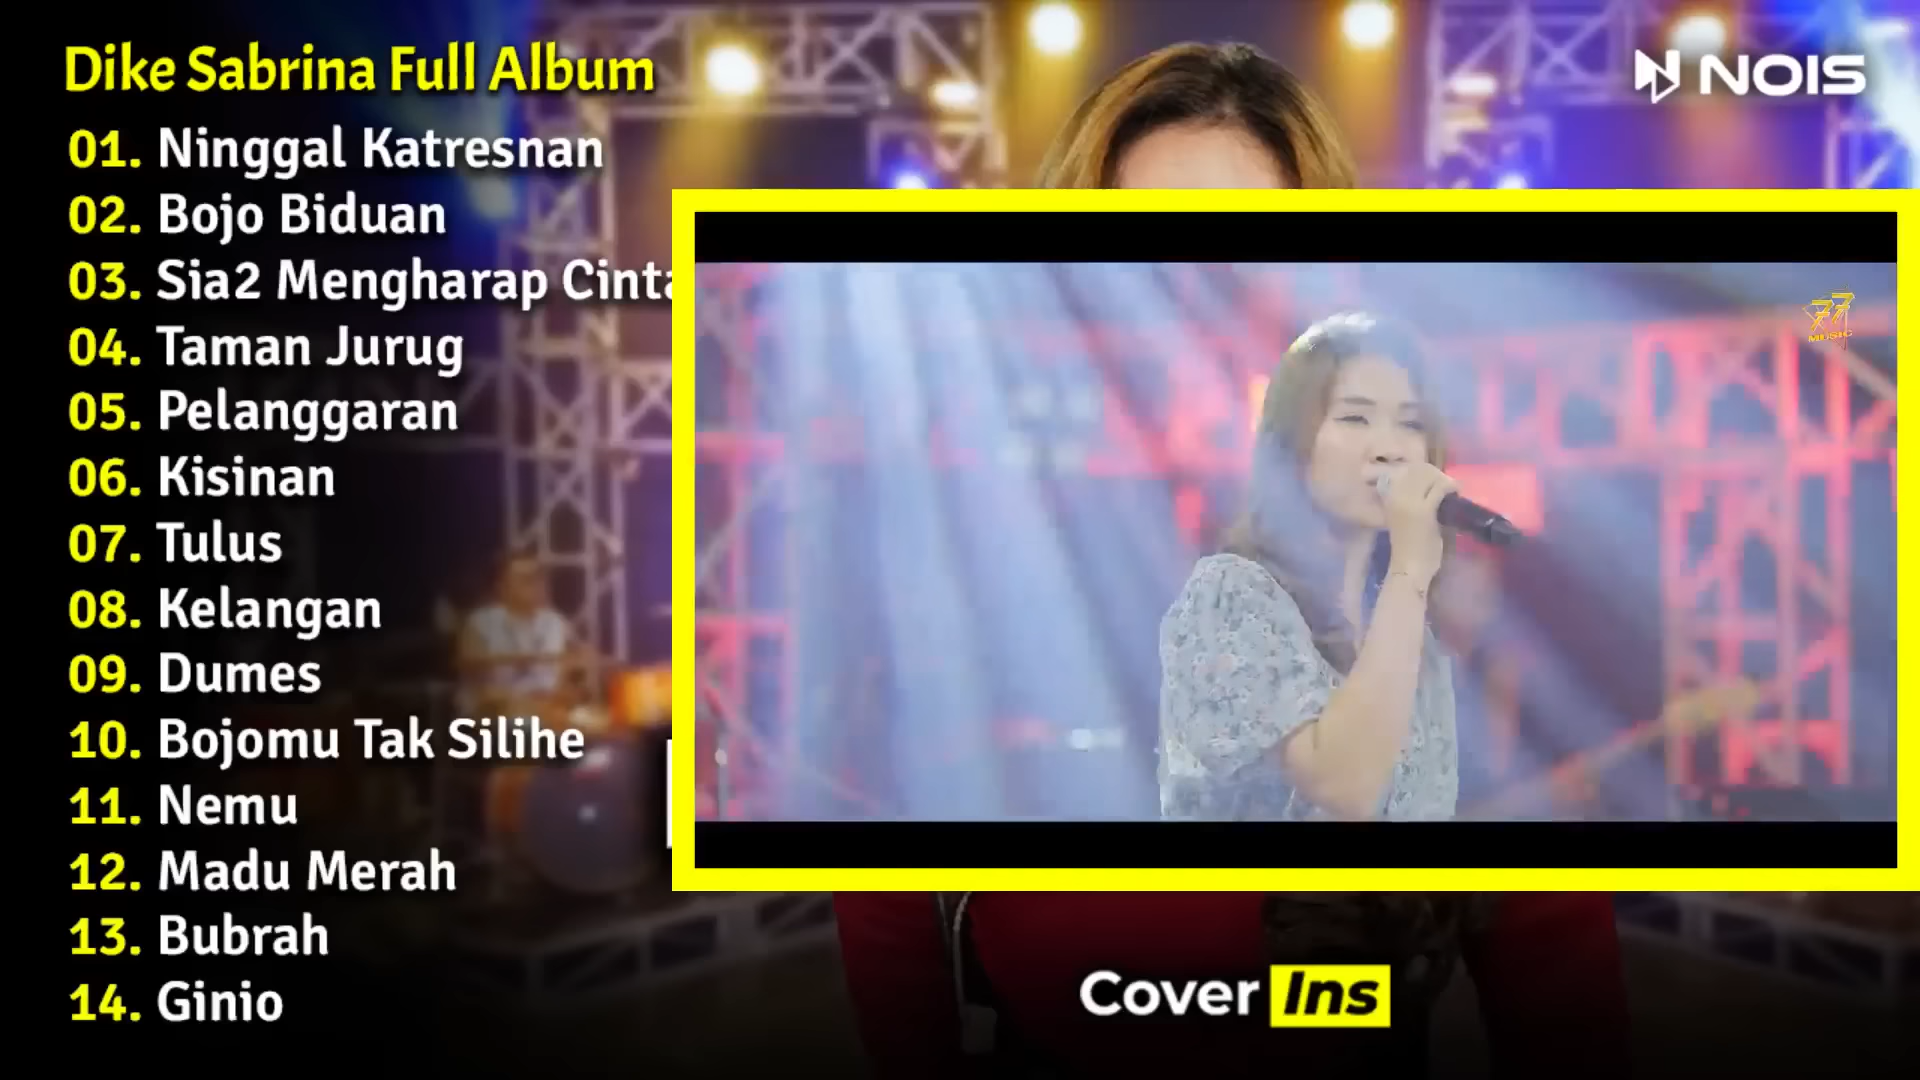 Dike Sabrina Full Album
NOIS
01. Ninggal Katresnan
02. Bojo Biduan
03. Sia2 Mengharap Cinta
04. Taman Jurug
05. Pelanggaran
06. Kisinan
07. Tulus
08. Kelangan
09. Dumes
10. Bojomu Tak Silihe
11. Nemu
12. Madu Merah
13. Bubrah
14. Ginio
77
MUSIC
Cover Ins